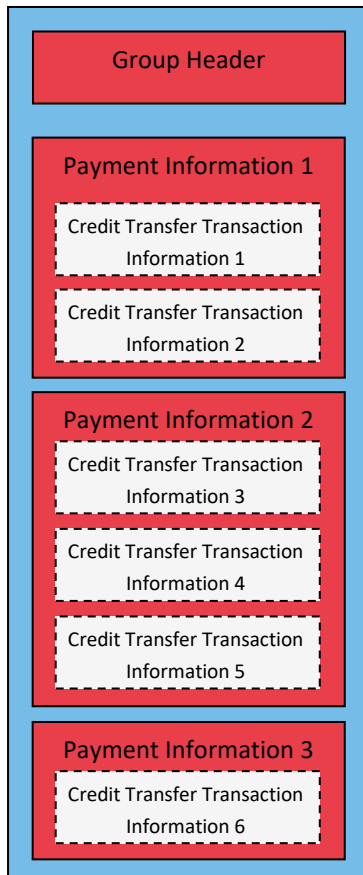 Group Header
Payment Information 1
Credit Transfer Transaction
Information 1
Credit Transfer Transaction
Information 2
Payment Information 2
Credit Transfer Transaction
Information 3
Credit Transfer Transaction
Information 4
Credit Transfer Transaction
Information 5
Payment Information 3
Credit Transfer Transaction
Information 6